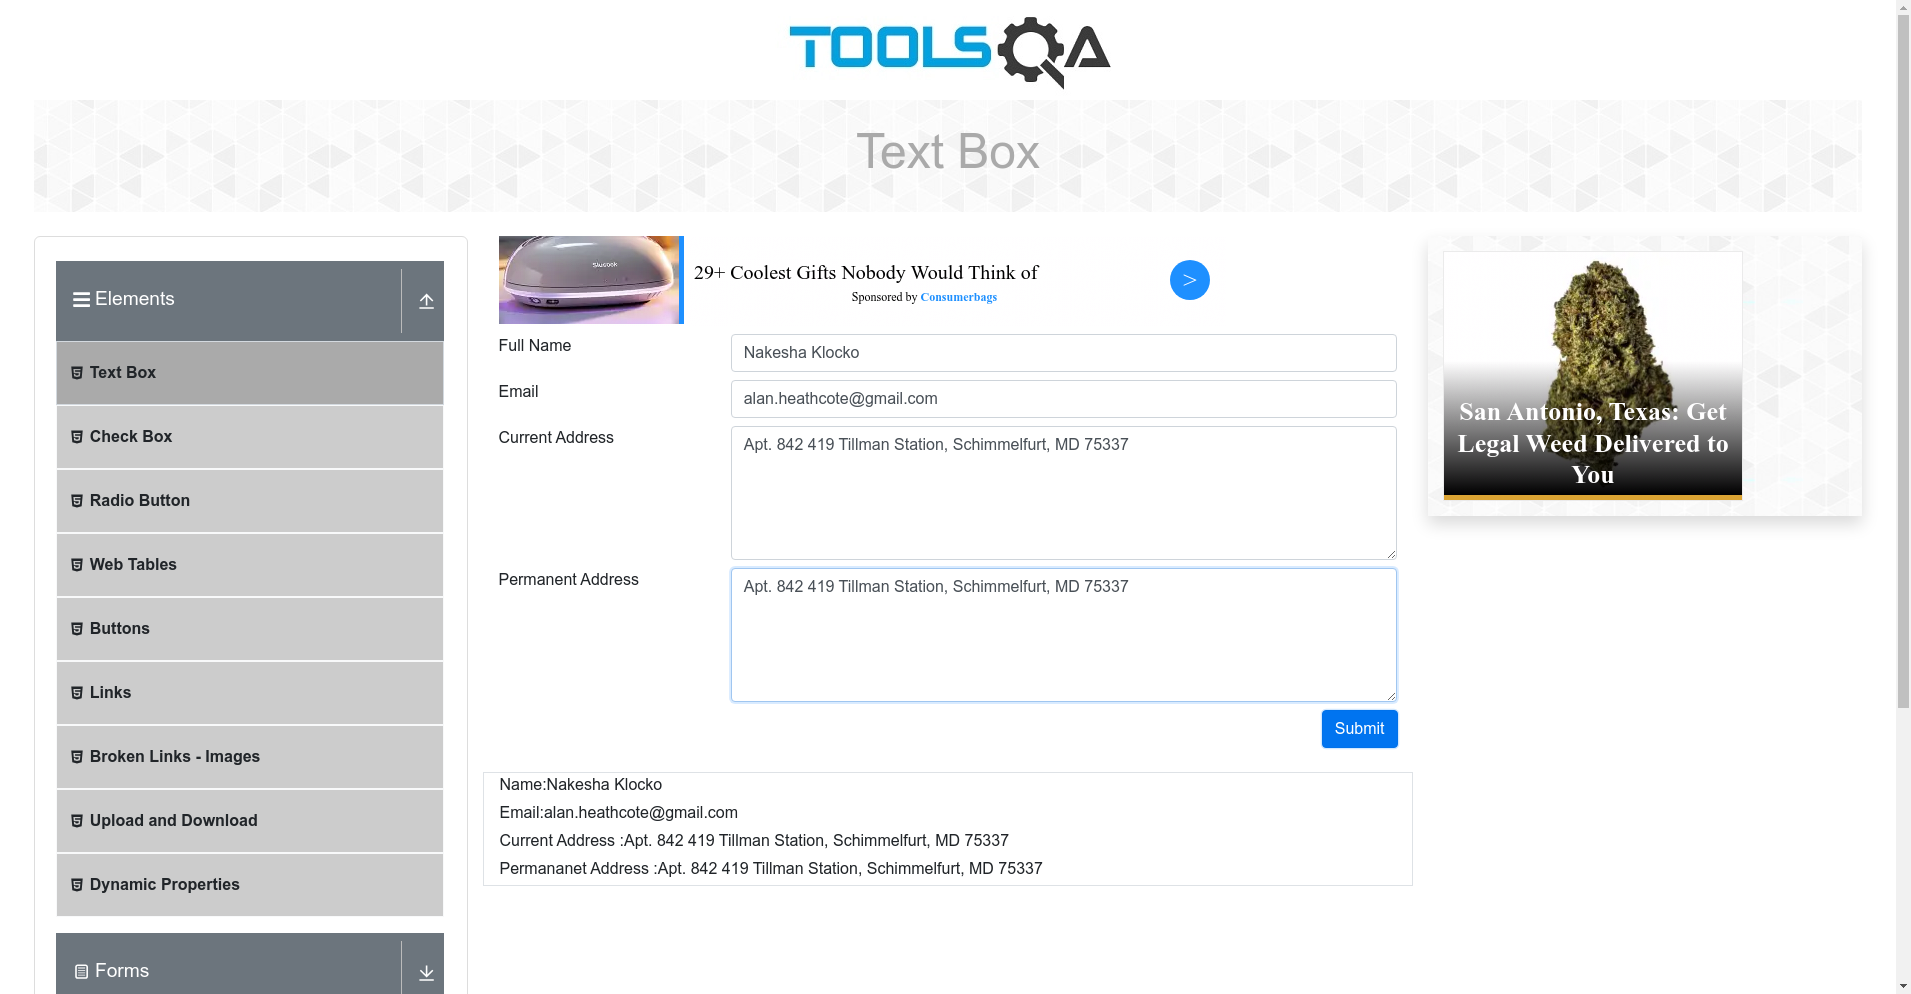 TOOLSQA
Text Box
Elements
Text Box
Check Box
Radio Button
Web Tables
Buttons
Links
Broken Links - Images
Upload and Download
Dynamic Properties
Forms
29+ Coolest Gifts Nobody Would Think of
Sponsored by Consumerbags
>
Full Name
Nakesha Klocko
Email
alan.heathcote@gmail.com
Current Address
Apt. 842 419 Tillman Station, Schimmelfurt, MD 75337
Permanent Address
Apt. 842 419 Tillman Station, Schimmelfurt, MD 75337
Submit
Name:Nakesha Klocko
Email:alan.heathcote@gmail.com
Current Address :Apt. 842 419 Tillman Station, Schimmelfurt, MD 75337
Permananet Address :Apt. 842 419 Tillman Station, Schimmelfurt, MD 75337
San Antonio, Texas: Get
Legal Weed Delivered to
You